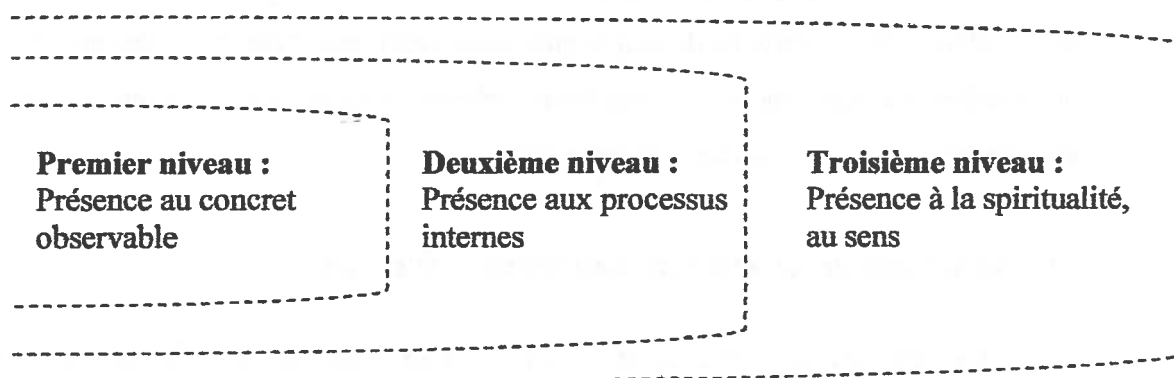 Premier niveau :
Présence au concret
observable
Deuxième niveau :
Présence aux processus
internes
Troisième niveau :
Présence à la spiritualité,
au sens